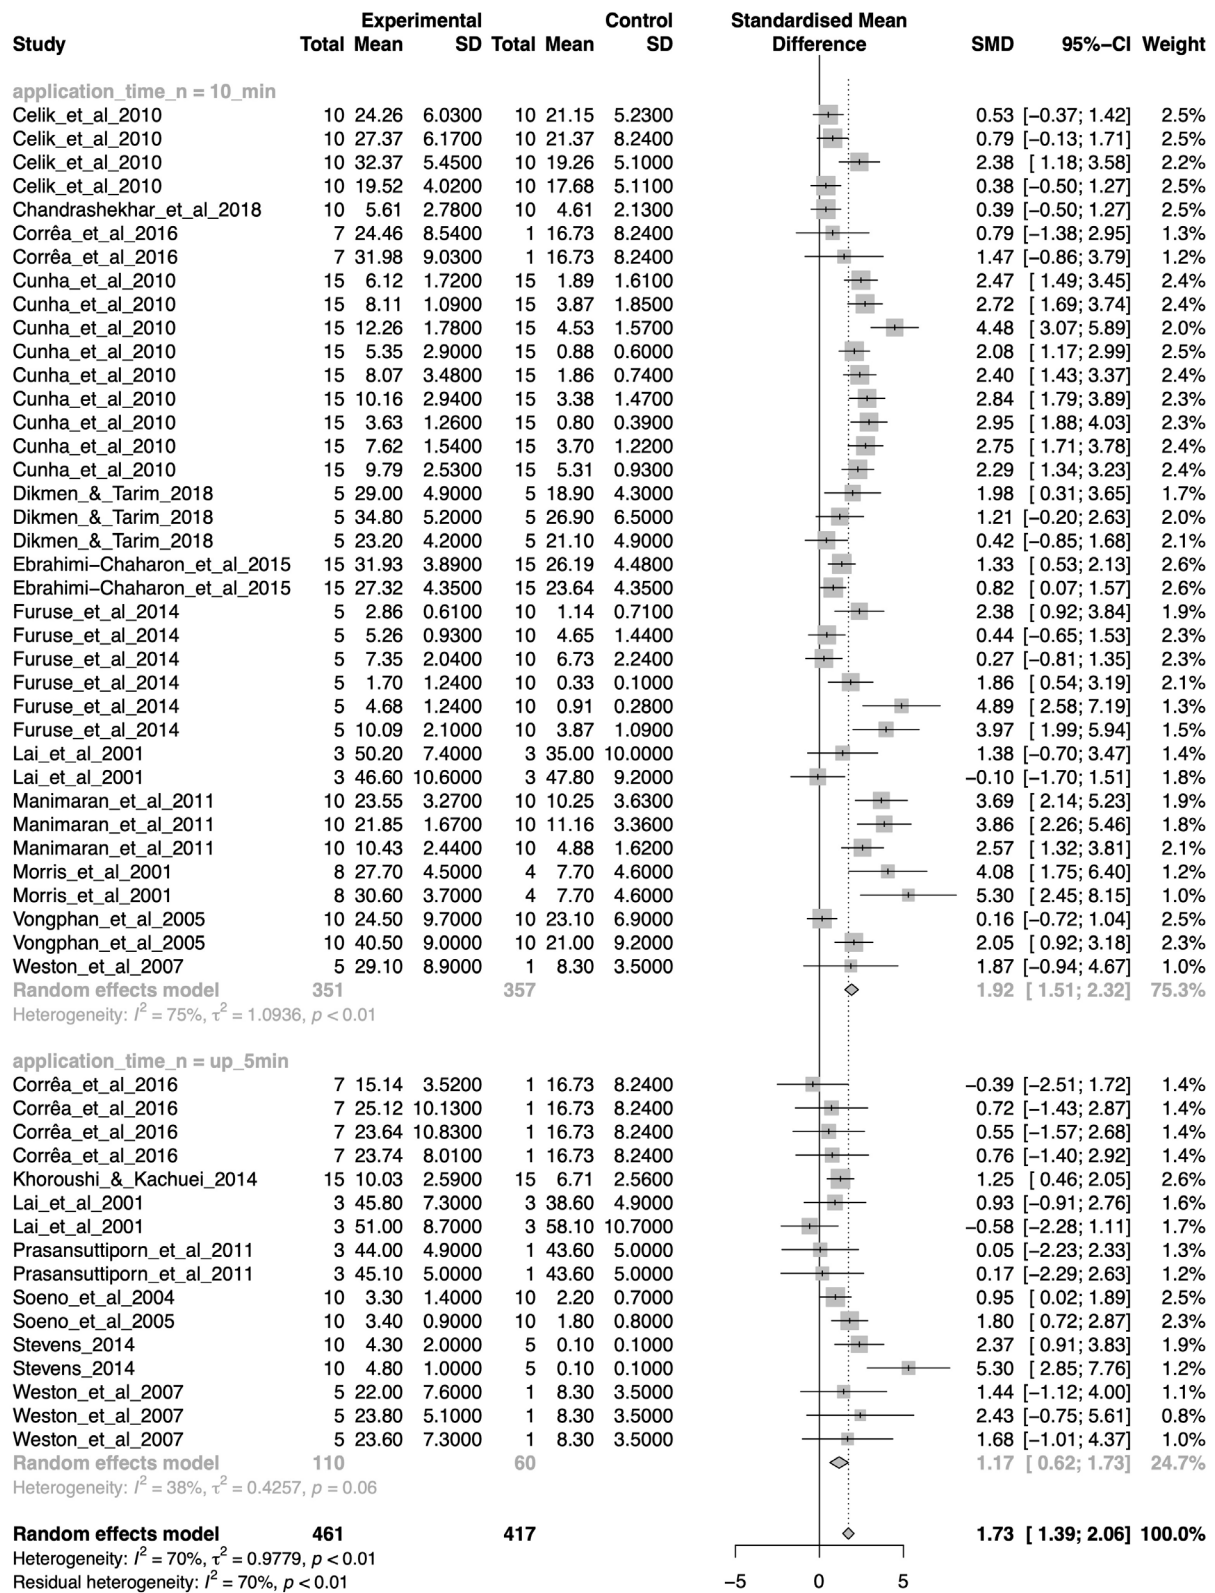 Experimental Control Standardised Mean
Study Total Mean SD Total Mean SD Difference SMD 95%−CI Weight
application_time_n = 10_min
Celik_et_al_2010 10 24.26 6.0300 10 21.15 5.2300 0.53 [−0.37; 1.42] 2.5%
Celik_et_al_2010 10 27.37 6.1700 10 21.37 8.2400 0.79 [−0.13; 1.71] 2.5%
Celik_et_al_2010 10 32.37 5.4500 10 19.26 5.1000 2.38 [ 1.18; 3.58] 2.2%
Celik_et_al_2010 10 19.52 4.0200 10 17.68 5.1100 0.38 [−0.50; 1.27] 2.5%
Chandrashekhar_et_al_2018 10 5.61 2.7800 10 4.61 2.1300 0.39 [−0.50; 1.27] 2.5%
Corrêa_et_al_2016 7 24.46 8.5400 1 16.73 8.2400 0.79 [−1.38; 2.95] 1.3%
Corrêa_et_al_2016 7 31.98 9.0300 1 16.73 8.2400 1.47 [−0.86; 3.79] 1.2%
Cunha_et_al_2010 15 6.12 1.7200 15 1.89 1.6100 2.47 [ 1.49; 3.45] 2.4%
Cunha_et_al_2010 15 8.11 1.0900 15 3.87 1.8500 2.72 [ 1.69; 3.74] 2.4%
Cunha_et_al_2010 15 12.26 1.7800 15 4.53 1.5700 4.48 [ 3.07; 5.89] 2.0%
Cunha_et_al_2010 15 5.35 2.9000 15 0.88 0.6000 2.08 [ 1.17; 2.99] 2.5%
Cunha_et_al_2010 15 8.07 3.4800 15 1.86 0.7400 2.40 [ 1.43; 3.37] 2.4%
Cunha_et_al_2010 15 10.16 2.9400 15 3.38 1.4700 2.84 [ 1.79; 3.89] 2.3%
Cunha_et_al_2010 15 3.63 1.2600 15 0.80 0.3900 2.95 [ 1.88; 4.03] 2.3%
Cunha_et_al_2010 15 7.62 1.5400 15 3.70 1.2200 2.75 [ 1.71; 3.78] 2.4%
Cunha_et_al_2010 15 9.79 2.5300 15 5.31 0.9300 2.29 [ 1.34; 3.23] 2.4%
Dikmen_&_Tarim_2018 5 29.00 4.9000 5 18.90 4.3000 1.98 [ 0.31; 3.65] 1.7%
Dikmen_&_Tarim_2018 5 34.80 5.2000 5 26.90 6.5000 1.21 [−0.20; 2.63] 2.0%
Dikmen_&_Tarim_2018 5 23.20 4.2000 5 21.10 4.9000 0.42 [−0.85; 1.68] 2.1%
Ebrahimi−Chaharon_et_al_2015 15 31.93 3.8900 15 26.19 4.4800 1.33 [ 0.53; 2.13] 2.6%
Ebrahimi−Chaharon_et_al_2015 15 27.32 4.3500 15 23.64 4.3500 0.82 [ 0.07; 1.57] 2.6%
Furuse_et_al_2014 5 2.86 0.6100 10 1.14 0.7100 2.38 [ 0.92; 3.84] 1.9%
Furuse_et_al_2014 5 5.26 0.9300 10 4.65 1.4400 0.44 [−0.65; 1.53] 2.3%
Furuse_et_al_2014 5 7.35 2.0400 10 6.73 2.2400 0.27 [−0.81; 1.35] 2.3%
Furuse_et_al_2014 5 1.70 1.2400 10 0.33 0.1000 1.86 [ 0.54; 3.19] 2.1%
Furuse_et_al_2014 5 4.68 1.2400 10 0.91 0.2800 4.89 [ 2.58; 7.19] 1.3%
Furuse_et_al_2014 5 10.09 2.1000 10 3.87 1.0900 3.97 [ 1.99; 5.94] 1.5%
Lai_et_al_2001 3 50.20 7.4000 3 35.00 10.0000 1.38 [−0.70; 3.47] 1.4%
Lai_et_al_2001 3 46.60 10.6000 3 47.80 9.2000 −0.10 [−1.70; 1.51] 1.8%
Manimaran_et_al_2011 10 23.55 3.2700 10 10.25 3.6300 3.69 [ 2.14; 5.23] 1.9%
Manimaran_et_al_2011 10 21.85 1.6700 10 11.16 3.3600 3.86 [ 2.26; 5.46] 1.8%
Manimaran_et_al_2011 10 10.43 2.4400 10 4.88 1.6200 2.57 [ 1.32; 3.81] 2.1%
Morris_et_al_2001 8 27.70 4.5000 4 7.70 4.6000 4.08 [ 1.75; 6.40] 1.2%
Morris_et_al_2001 8 30.60 3.7000 4 7.70 4.6000 5.30 [ 2.45; 8.15] 1.0%
Vongphan_et_al_2005 10 24.50 9.7000 10 23.10 6.9000 0.16 [−0.72; 1.04] 2.5%
Vongphan_et_al_2005 10 40.50 9.0000 10 21.00 9.2000 2.05 [ 0.92; 3.18] 2.3%
Weston_et_al_2007 5 29.10 8.9000 1 8.30 3.5000 1.87 [−0.94; 4.67] 1.0%
Random effects model 351 357 1.92 [ 1.51; 2.32] 75.3%
Heterogeneity: I² = 75%, τ² = 1.0936, p < 0.01
application_time_n = up_5min
Corrêa_et_al_2016 7 15.14 3.5200 1 16.73 8.2400 −0.39 [−2.51; 1.72] 1.4%
Corrêa_et_al_2016 7 25.12 10.1300 1 16.73 8.2400 0.72 [−1.43; 2.87] 1.4%
Corrêa_et_al_2016 7 23.64 10.8300 1 16.73 8.2400 0.55 [−1.57; 2.68] 1.4%
Corrêa_et_al_2016 7 23.74 8.0100 1 16.73 8.2400 0.76 [−1.40; 2.92] 1.4%
Khoroushi_&_Kachuei_2014 15 10.03 2.5900 15 6.71 2.5600 1.25 [ 0.46; 2.05] 2.6%
Lai_et_al_2001 3 45.80 7.3000 3 38.60 4.9000 0.93 [−0.91; 2.76] 1.6%
Lai_et_al_2001 3 51.00 8.7000 3 58.10 10.7000 −0.58 [−2.28; 1.11] 1.7%
Prasansuttiporn_et_al_2011 3 44.00 4.9000 1 43.60 5.0000 0.05 [−2.23; 2.33] 1.3%
Prasansuttiporn_et_al_2011 3 45.10 5.0000 1 43.60 5.0000 0.17 [−2.29; 2.63] 1.2%
Soeno_et_al_2004 10 3.30 1.4000 10 2.20 0.7000 0.95 [ 0.02; 1.89] 2.5%
Soeno_et_al_2005 10 3.40 0.9000 10 1.80 0.8000 1.80 [ 0.72; 2.87] 2.3%
Stevens_2014 10 4.30 2.0000 5 0.10 0.1000 2.37 [ 0.91; 3.83] 1.9%
Stevens_2014 10 4.80 1.0000 5 0.10 0.1000 5.30 [ 2.85; 7.76] 1.2%
Weston_et_al_2007 5 22.00 7.6000 1 8.30 3.5000 1.44 [−1.12; 4.00] 1.1%
Weston_et_al_2007 5 23.80 5.1000 1 8.30 3.5000 2.43 [−0.75; 5.61] 0.8%
Weston_et_al_2007 5 23.60 7.3000 1 8.30 3.5000 1.68 [−1.01; 4.37] 1.0%
Random effects model 110 60 1.17 [ 0.62; 1.73] 24.7%
Heterogeneity: I² = 38%, τ² = 0.4257, p = 0.06
Random effects model 461 417 1.73 [ 1.39; 2.06] 100.0%
Heterogeneity: I² = 70%, τ² = 0.9779, p < 0.01
Residual heterogeneity: I² = 70%, p < 0.01 −5 0 5